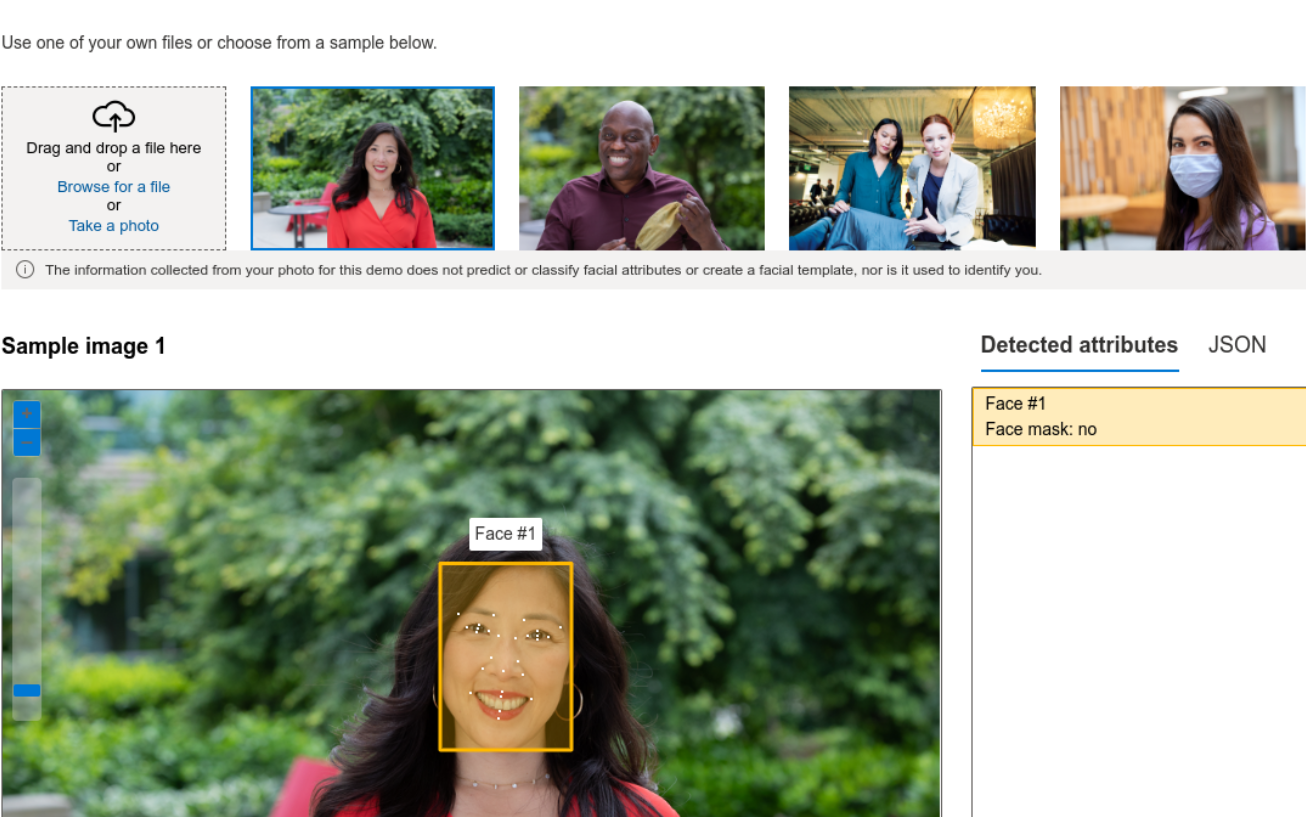 Use one of your own files or choose from a sample below.
Drag and drop a file here
or
Browse for a file
or
Take a photo
The information collected from your photo for this demo does not predict or classify facial attributes or create a facial template, nor is it used to identify you.
Sample image 1
Detected attributes
JSON
Face #1
Face mask: no
Face #1